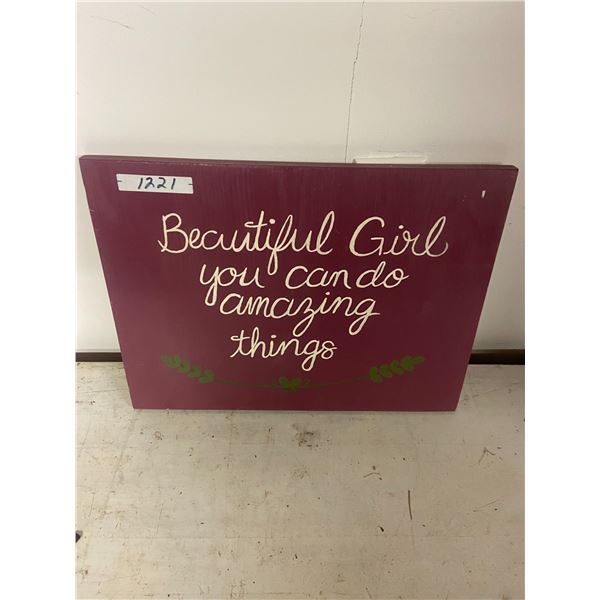 1221
Beautiful Girl
you can do
amazing
things